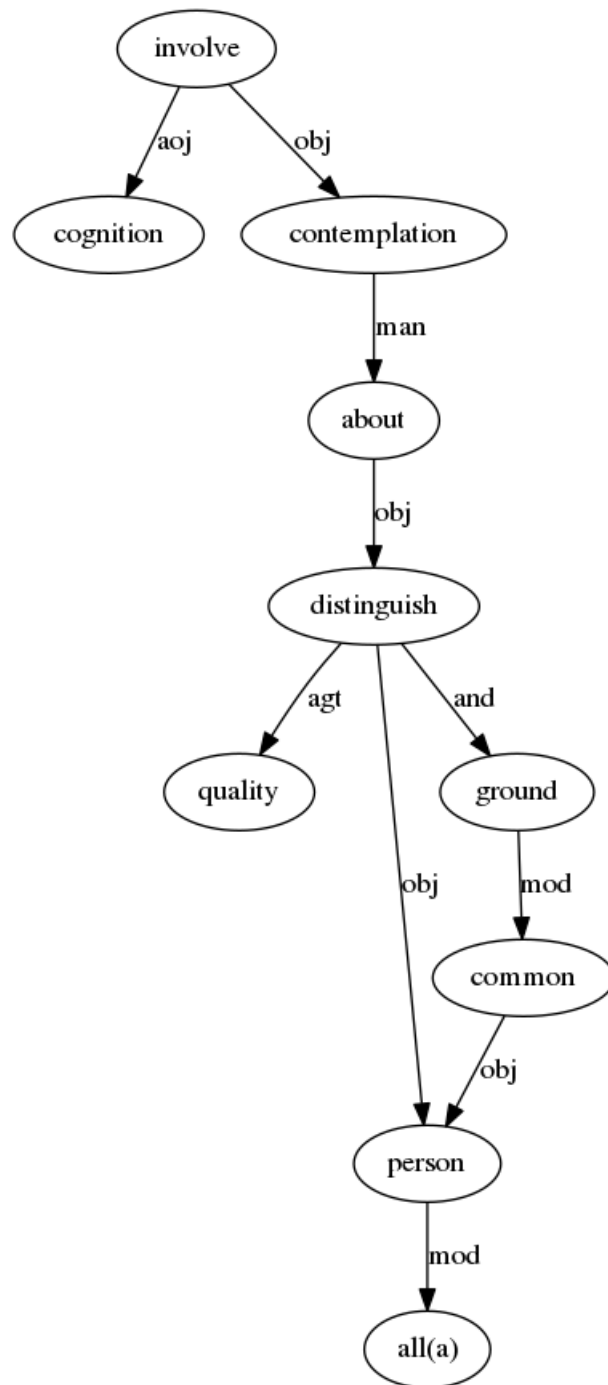 involve
aoj obj
cognition contemplation
man
about
obj
distinguish
agt and
quality ground
obj mod
common
obj
person
mod
all(a)